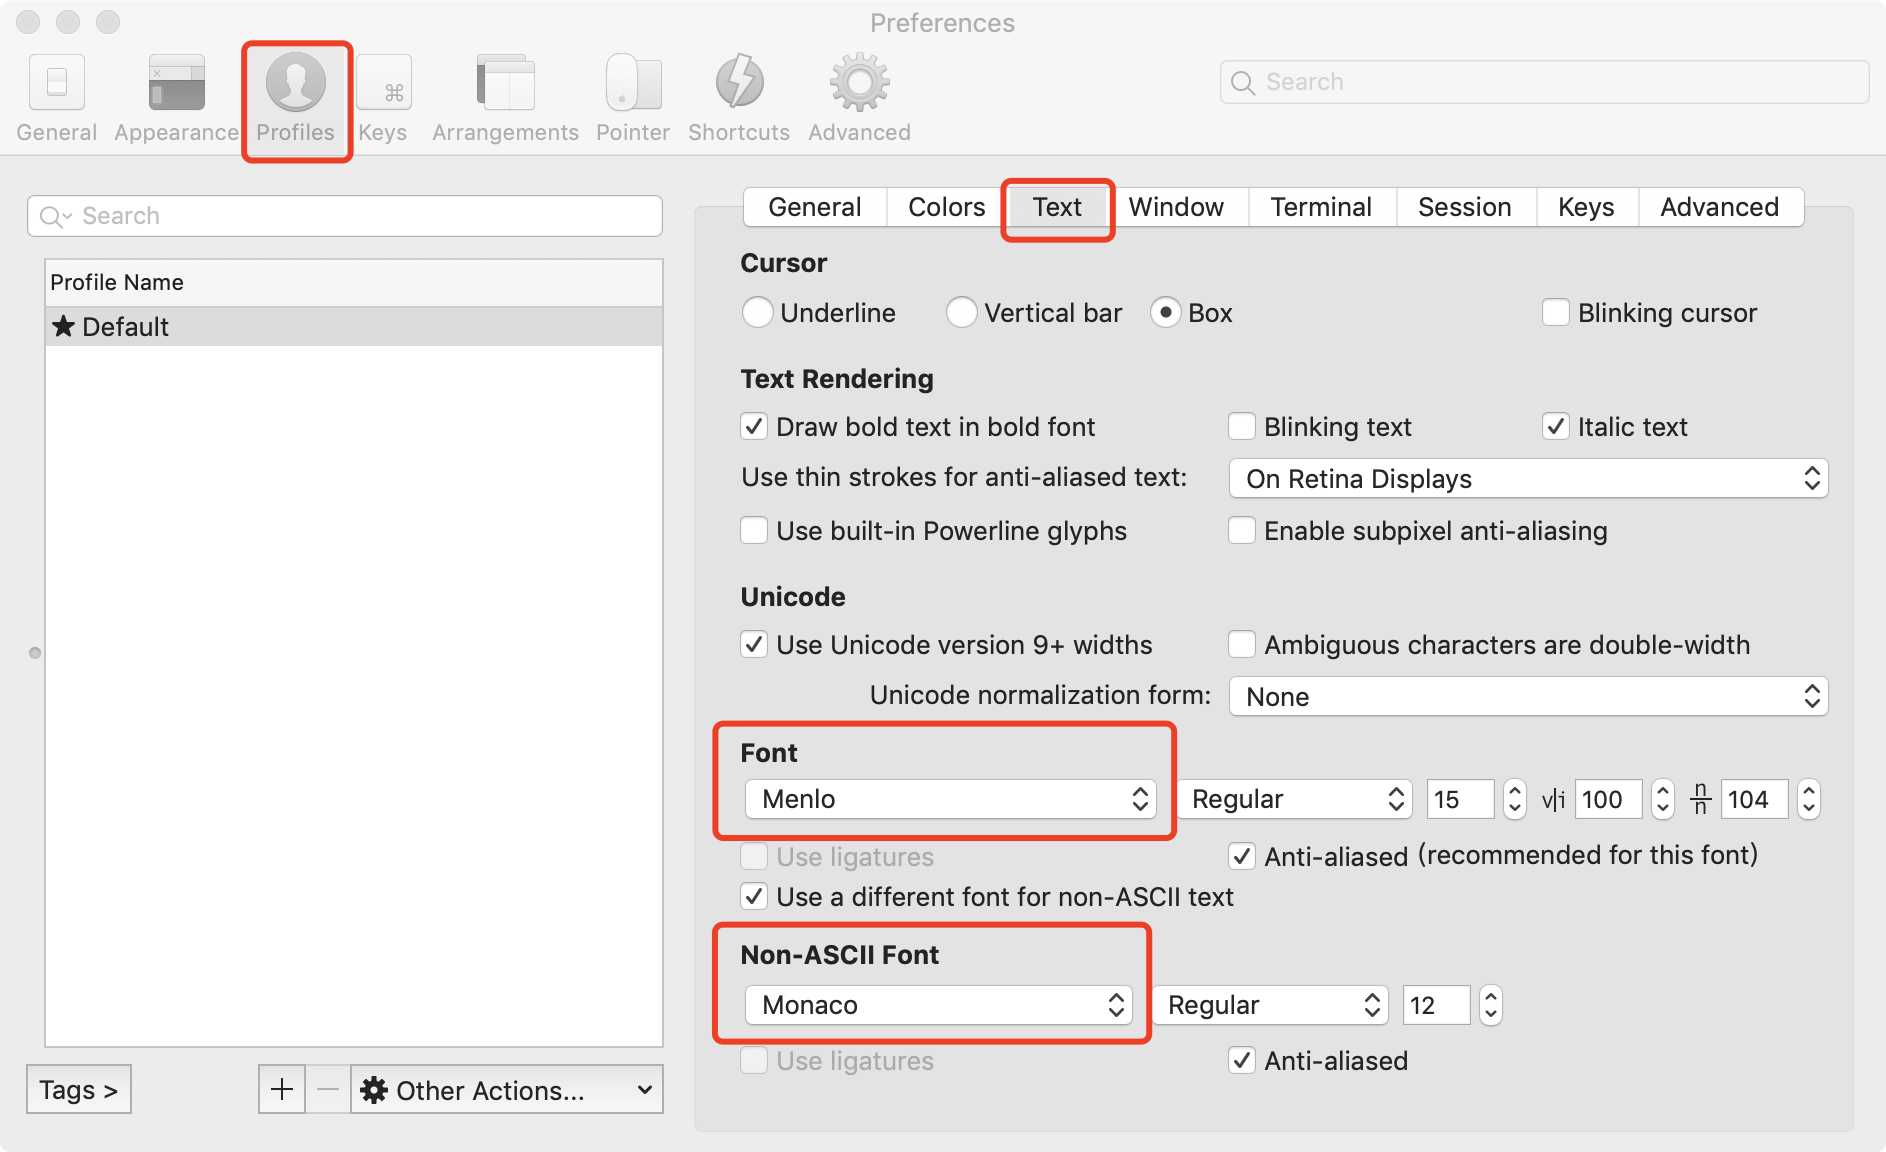 Preferences
Search
General Appearance Profiles Keys Arrangements Pointer Shortcuts Advanced
Search
Profile Name
★ Default
Tags >
+ − Other Actions...
General Colors Text Window Terminal Session Keys Advanced
Cursor
Underline Vertical bar Box Blinking cursor
Text Rendering
Draw bold text in bold font Blinking text Italic text
Use thin strokes for anti-aliased text: On Retina Displays
Use built-in Powerline glyphs Enable subpixel anti-aliasing
Unicode
Use Unicode version 9+ widths Ambiguous characters are double-width
Unicode normalization form: None
Font
Menlo Regular 15 v|i 100 n/n 104
Use ligatures Anti-aliased (recommended for this font)
Use a different font for non-ASCII text
Non-ASCII Font
Monaco Regular 12
Use ligatures Anti-aliased